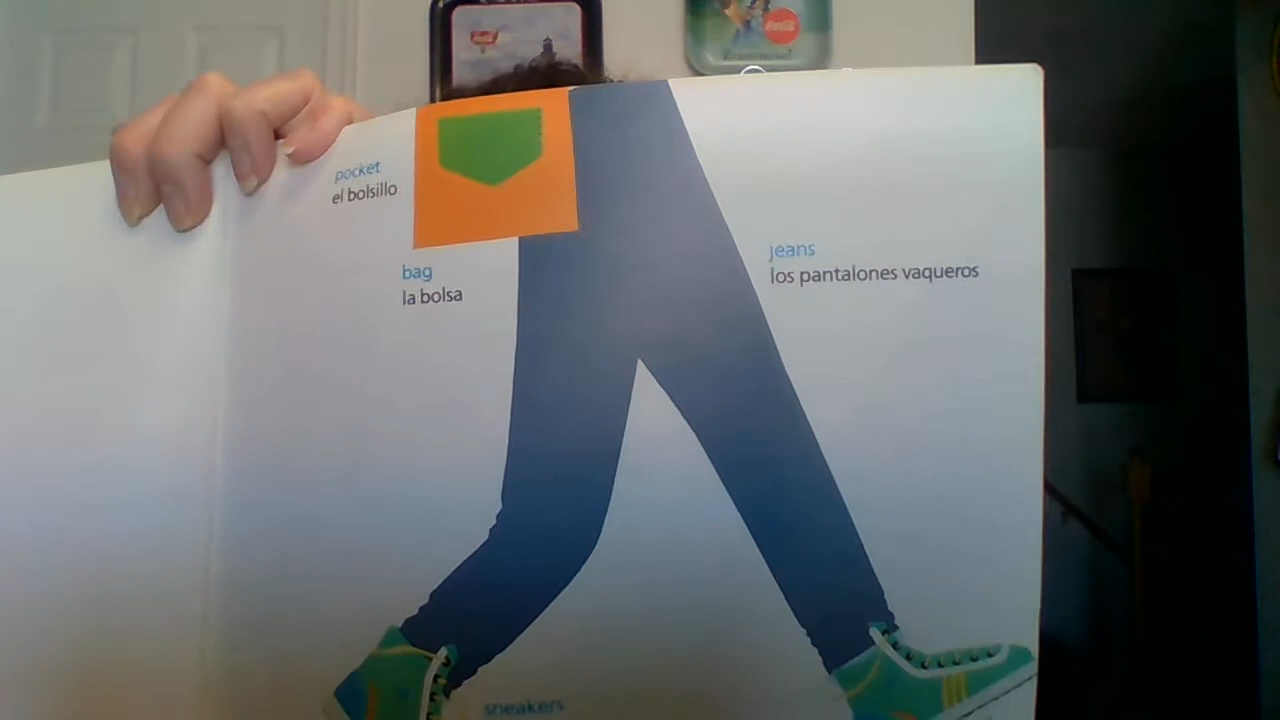 pocket
el bolsillo
bag
la bolsa
jeans
los pantalones vaqueros
sneakers